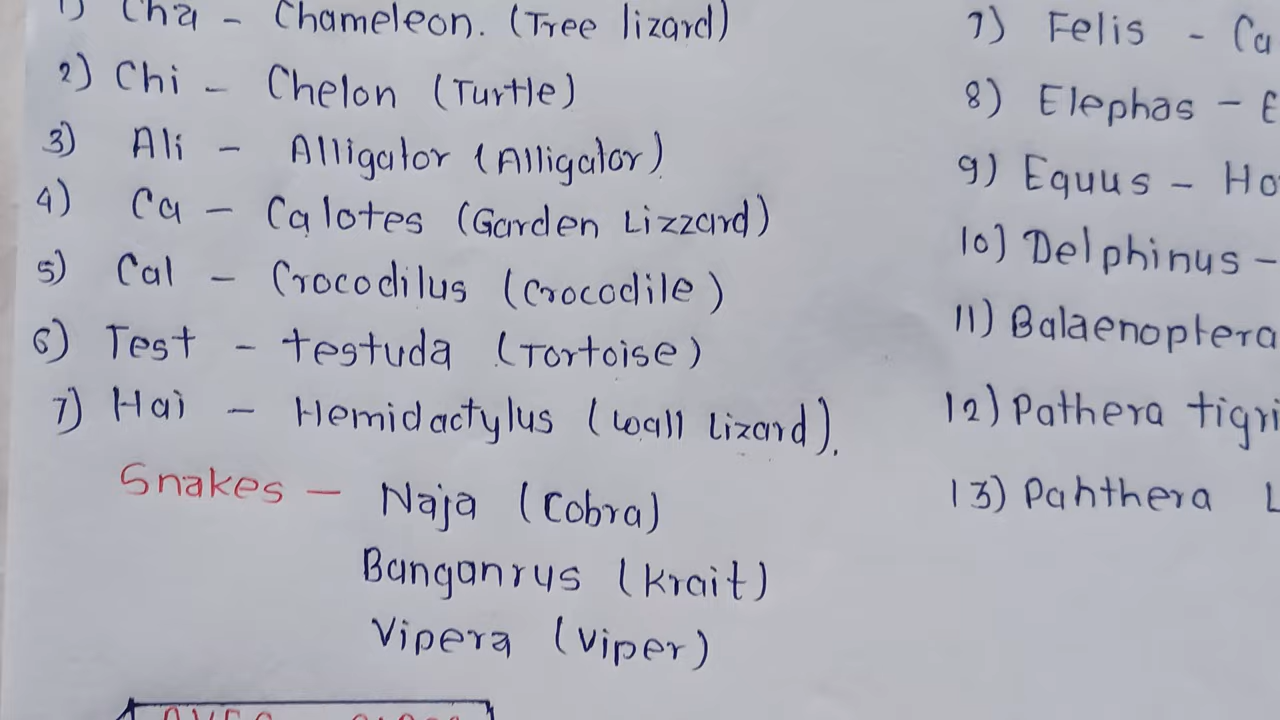 1) Cha - Chameleon. (Tree lizard)
2) Chi - Chelon (Turtle)
3) Ali - Alligator (Alligator)
4) Ca - Calotes (Garden Lizzard)
5) Cal - Crocodilus (Crocodile)
6) Test - testuda (Tortoise)
7) Hai - Hemidactylus (Wall Lizard).
Snakes - Naja (Cobra)
Banganrus (Krait)
Vipera (Viper)
7) Felis - Ca
8) Elephas - E
9) Equus - Ho
10) Delphinus -
11) Balaenoptera
12) Pathera tigri
13) Panthera L